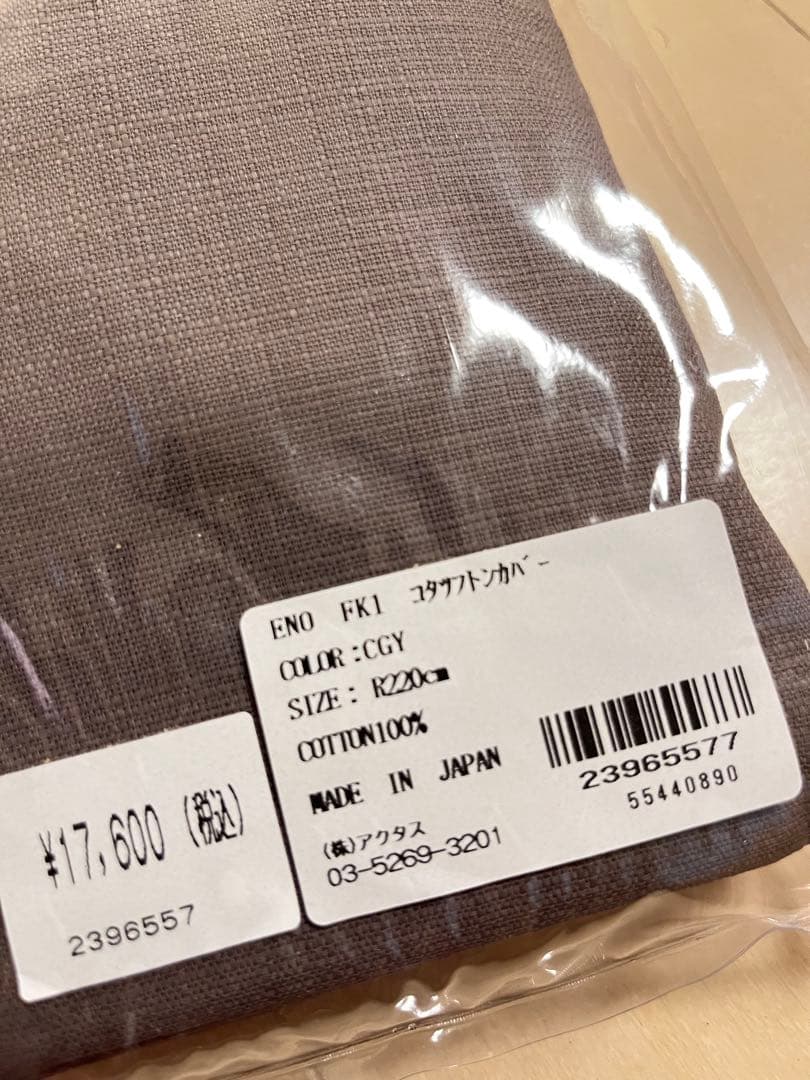 ENO FK1 コタツフトンカバー
COLOR:CGY
SIZE: R220cm
COTTON100%
MADE IN JAPAN
(株)アクタス
03-5269-3201
23965577
55440890
¥17,600 (税込)
2396557